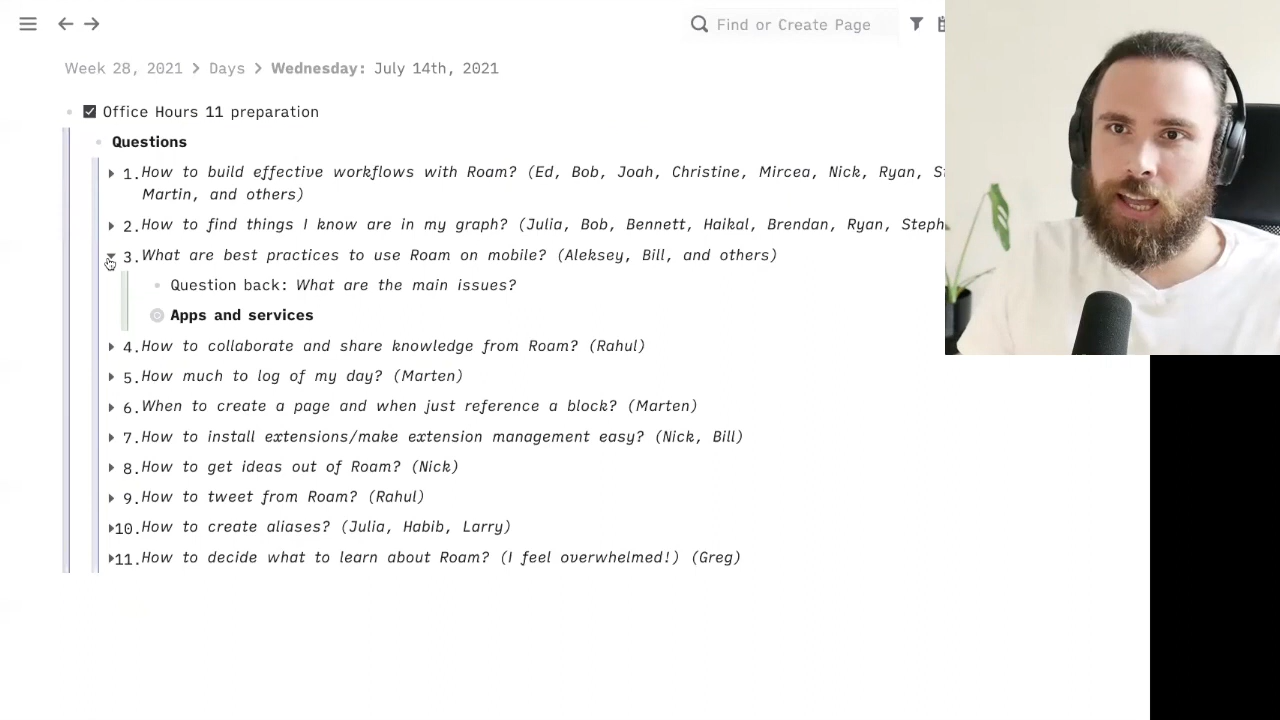 Find or Create Page
Week 28, 2021 > Days > Wednesday: July 14th, 2021
Office Hours 11 preparation
Questions
1. How to build effective workflows with Roam? (Ed, Bob, Joah, Christine, Mircea, Nick, Ryan,
Martin, and others)
2. How to find things I know are in my graph? (Julia, Bob, Bennett, Haikal, Brendan, Ryan, Steph
3. What are best practices to use Roam on mobile? (Aleksey, Bill, and others)
Question back: What are the main issues?
Apps and services
4. How to collaborate and share knowledge from Roam? (Rahul)
5. How much to log of my day? (Marten)
6. When to create a page and when just reference a block? (Marten)
7. How to install extensions/make extension management easy? (Nick, Bill)
8. How to get ideas out of Roam? (Nick)
9. How to tweet from Roam? (Rahul)
10. How to create aliases? (Julia, Habib, Larry)
11. How to decide what to learn about Roam? (I feel overwhelmed!) (Greg)